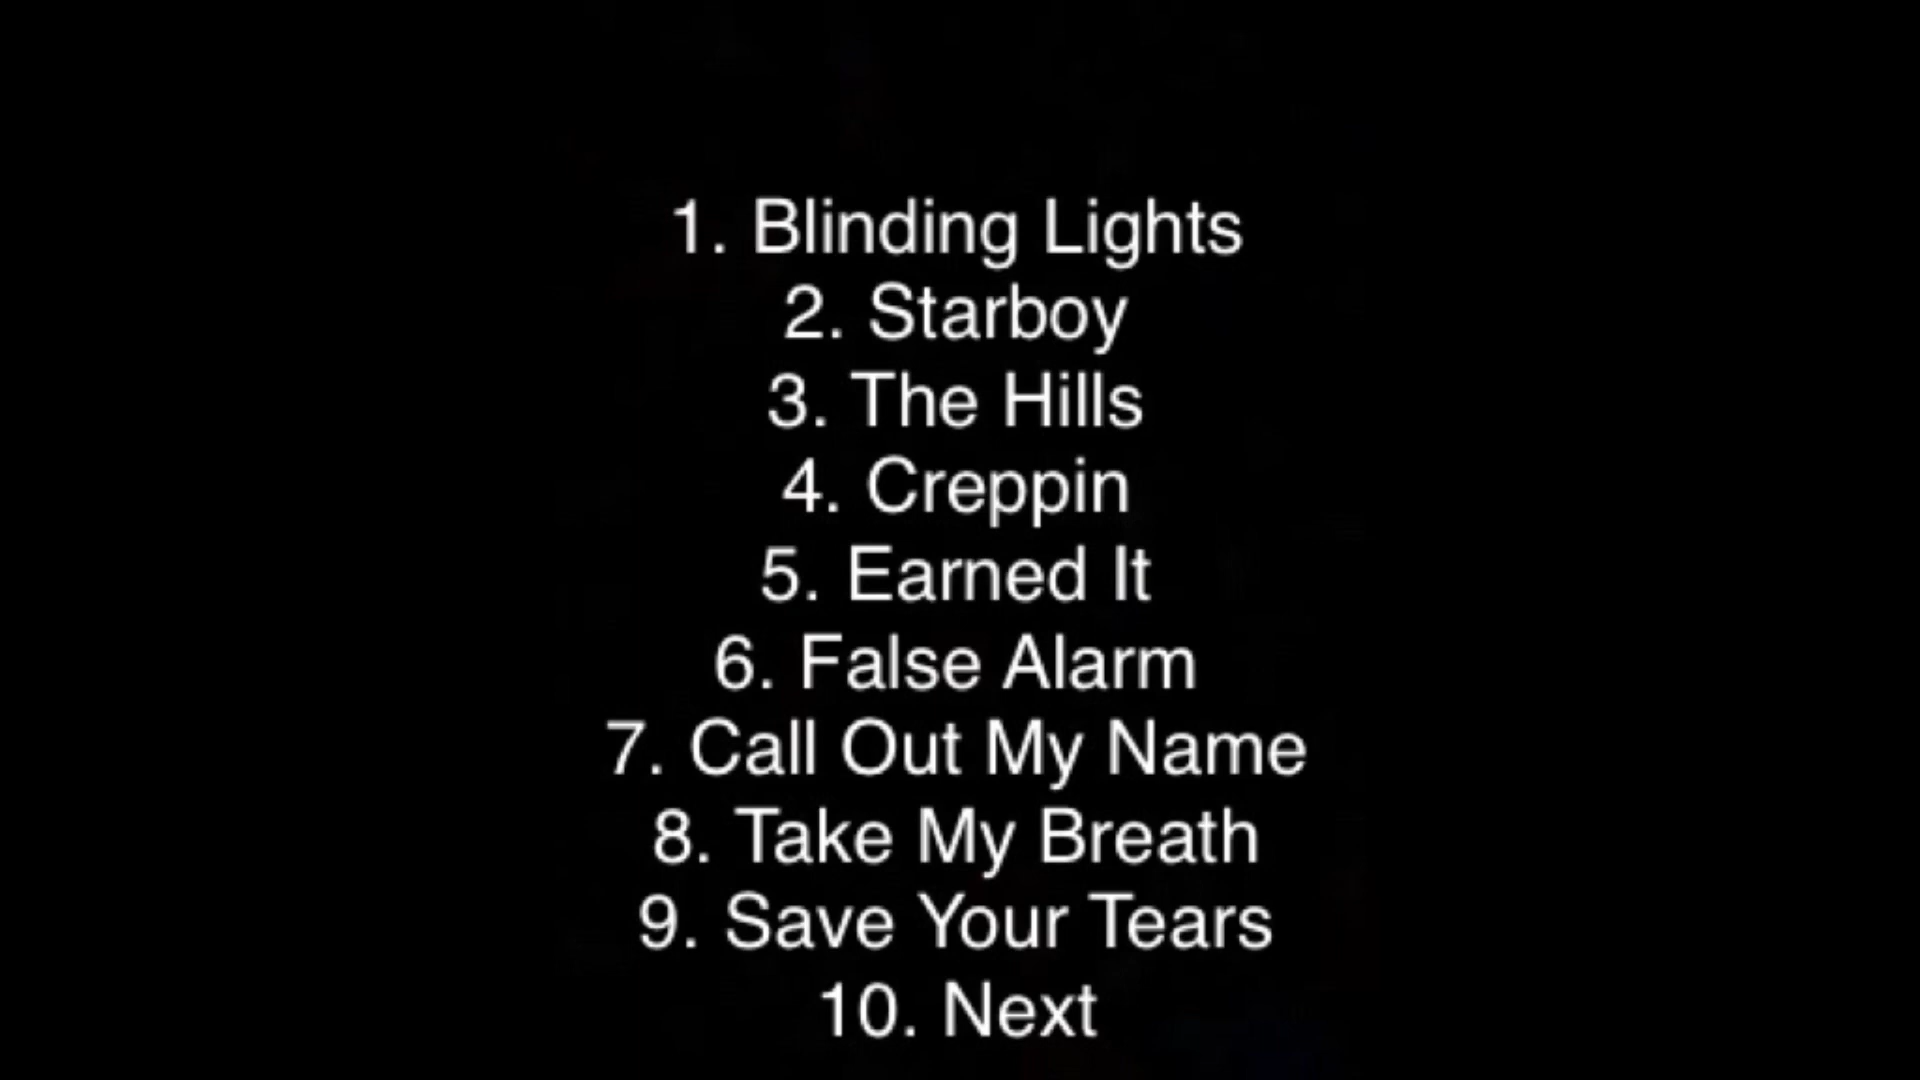 1. Blinding Lights
2. Starboy
3. The Hills
4. Creppin
5. Earned It
6. False Alarm
7. Call Out My Name
8. Take My Breath
9. Save Your Tears
10. Next